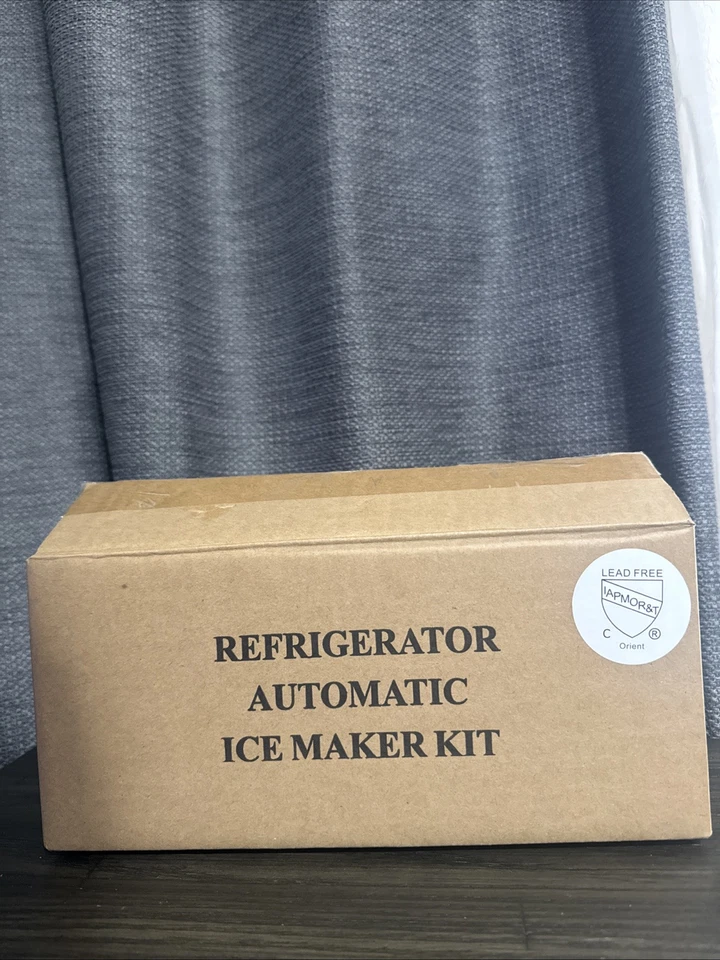 REFRIGERATOR
AUTOMATIC
ICE MAKER KIT
LEAD FREE
IAPMOR&T
C ®
Orient